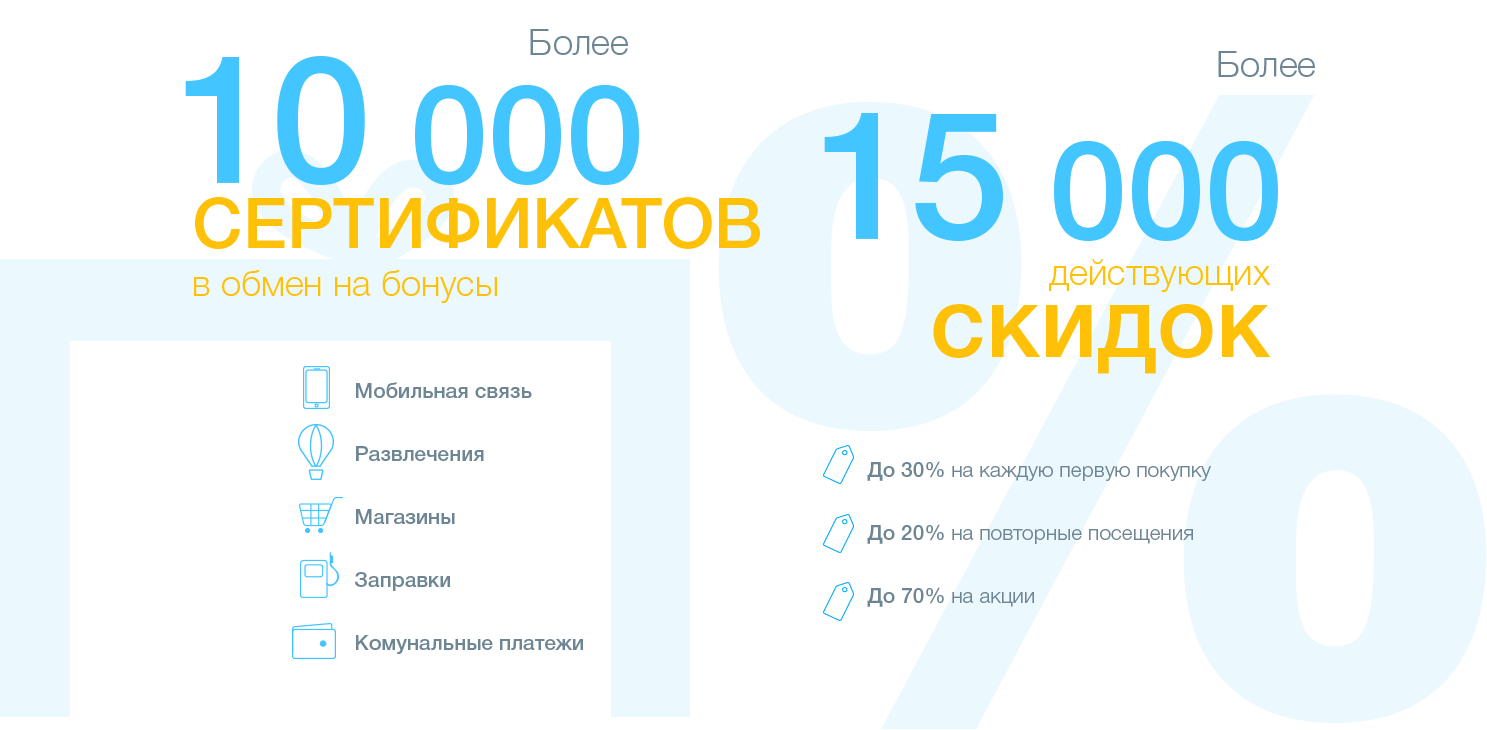 Более
10 000
СЕРТИФИКАТОВ
в обмен на бонусы
Мобильная связь
Развлечения
Магазины
Заправки
Комунальные платежи
Более
15 000
действующих
СКИДОК
До 30% на каждую первую покупку
До 20% на повторные посещения
До 70% на акции
%